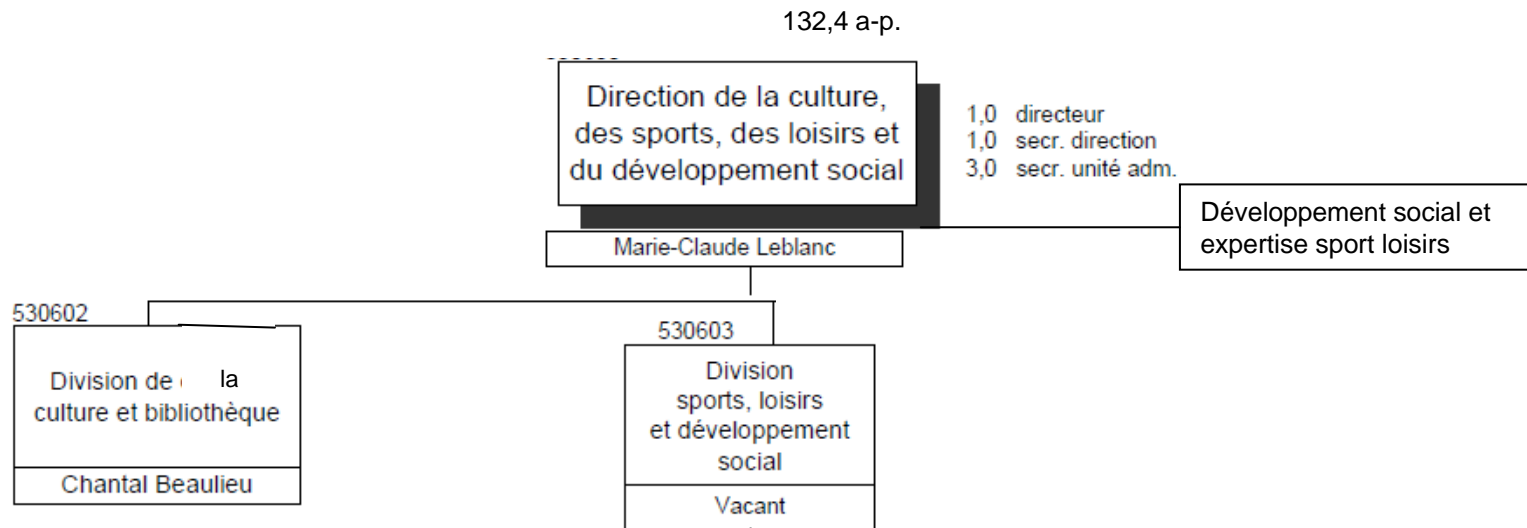 132,4 a-p.
Direction de la culture,
des sports, des loisirs et
du développement social
1,0 directeur
1,0 secr. direction
3,0 secr. unité adm.
Développement social et
expertise sport loisirs
Marie-Claude Leblanc
530602
Division de la
culture et bibliothèque
Chantal Beaulieu
530603
Division
sports, loisirs
et développement
social
Vacant